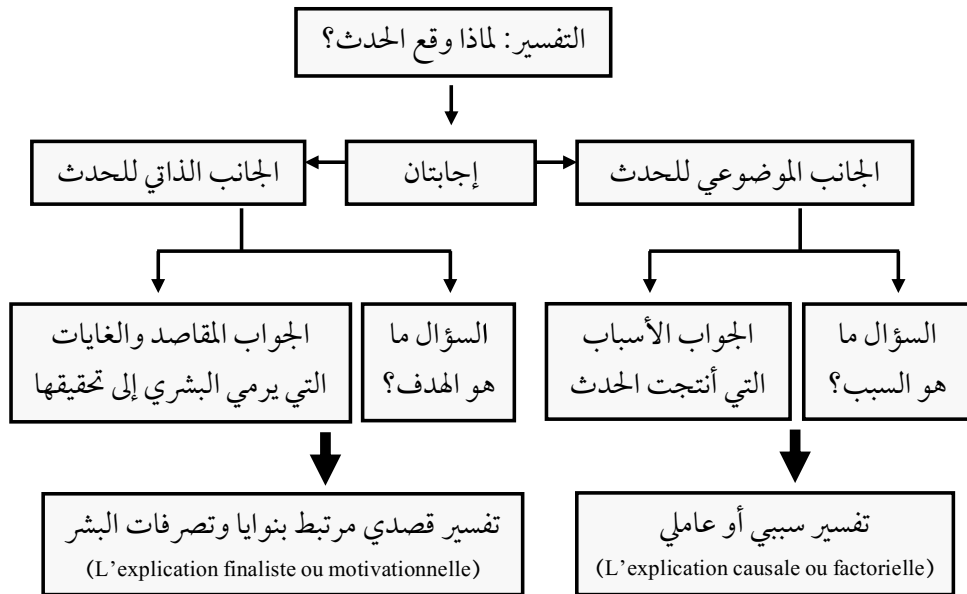 التفسير: لماذا وقع الحدث؟
الجانب الموضوعي للحدث
إجابتان
الجانب الذاتي للحدث
السؤال ما
هو السبب؟
الجواب الأسباب
التي أنتجت الحدث
السؤال ما
هو الهدف؟
الجواب المقاصد والغايات
التي يرمي البشري إلى تحقيقها
تفسير سببي أو عاملي
(L’explication causale ou factorielle)
تفسير قصدي مرتبط بنوايا وتصرفات البشر
(L’explication finaliste ou motivationnelle)